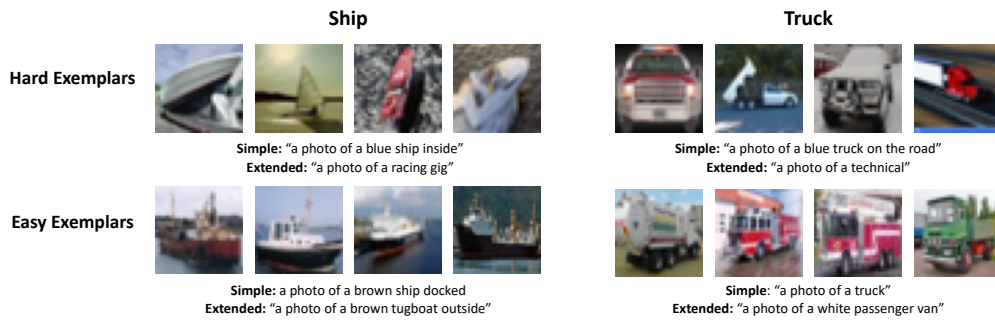 Ship
Truck
Hard Exemplars
Simple: “a photo of a blue ship inside”
Extended: “a photo of a racing gig”
Simple: “a photo of a blue truck on the road”
Extended: “a photo of a technical”
Easy Exemplars
Simple: a photo of a brown ship docked
Extended: “a photo of a brown tugboat outside”
Simple: “a photo of a truck”
Extended: “a photo of a white passenger van”